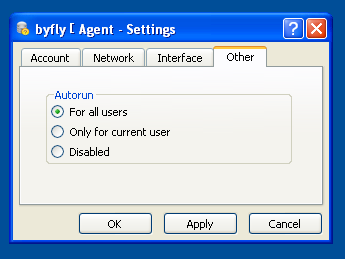 byfly [ Agent - Settings
Account Network Interface Other
Autorun
For all users
Only for current user
Disabled
OK Apply Cancel